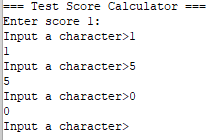 === Test Score Calculator ===
Enter score 1:
Input a character>1
1
Input a character>5
5
Input a character>0
0
Input a character>